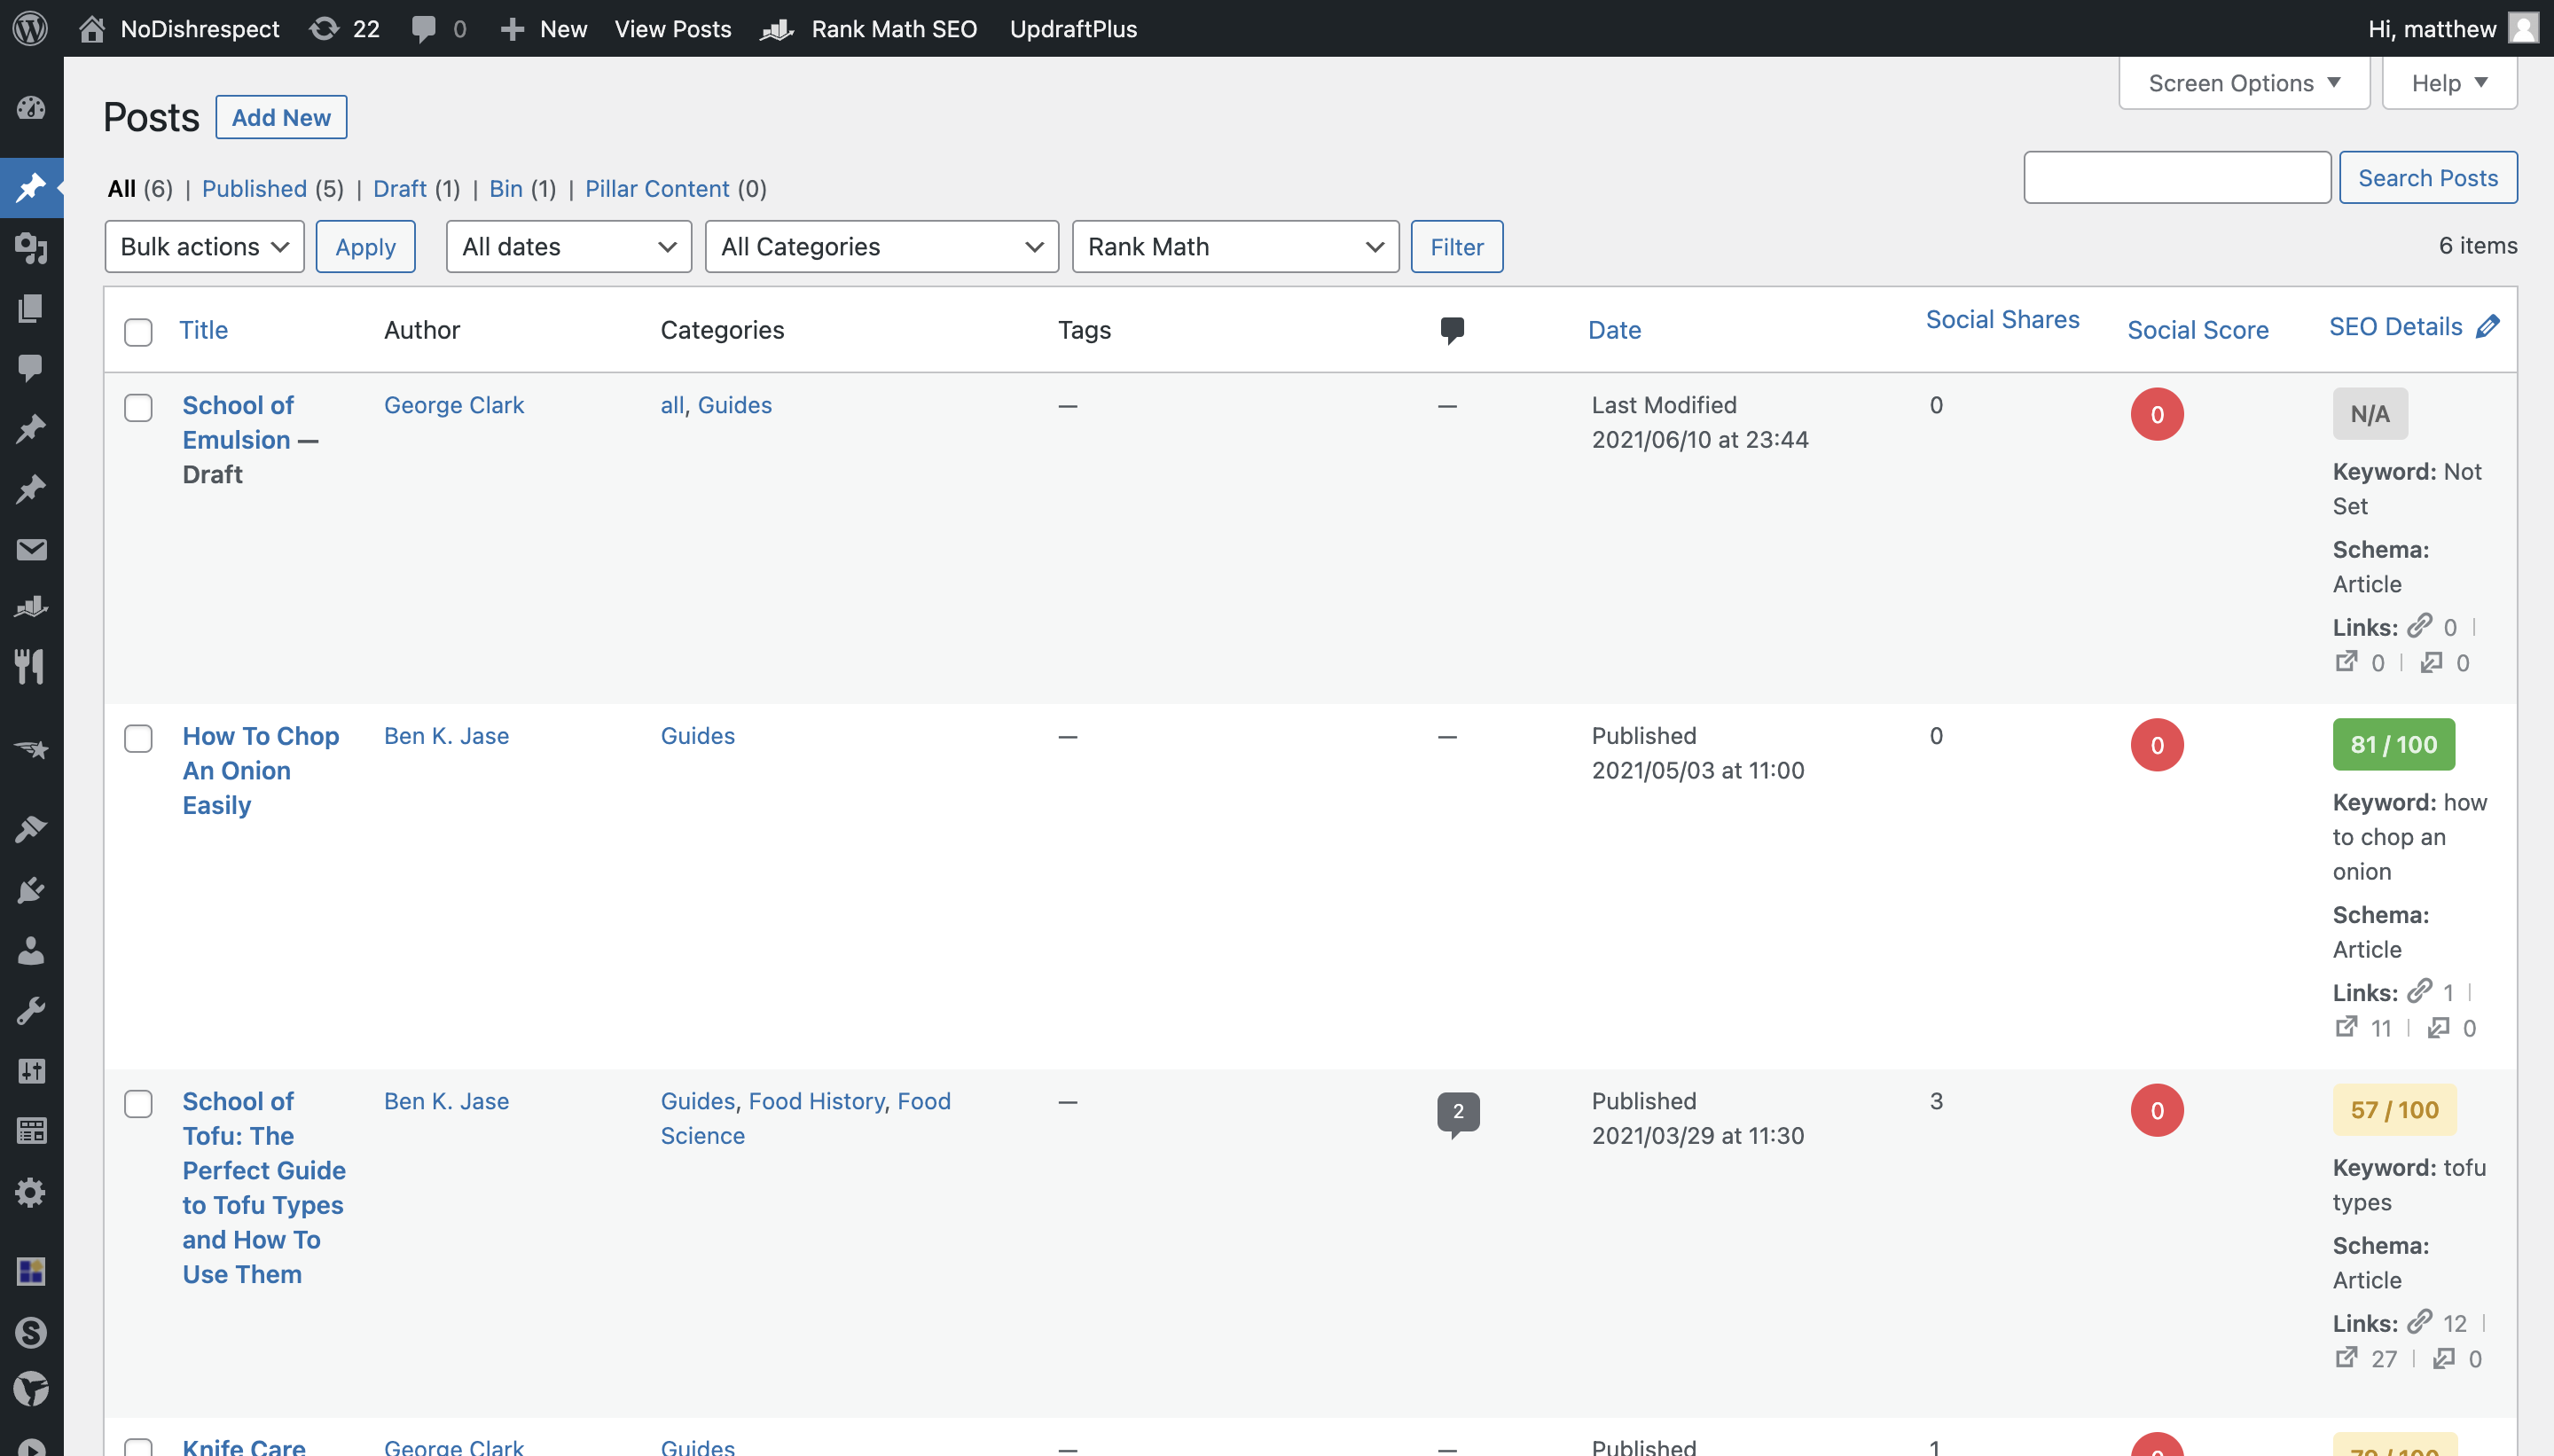 NoDishrespect 22 0 New View Posts Rank Math SEO UpdraftPlus Hi, matthew
Screen Options ▼ Help ▼
Posts Add New
All (6) | Published (5) | Draft (1) | Bin (1) | Pillar Content (0)
Search Posts
Bulk actions Apply All dates All Categories Rank Math Filter
6 items
Title Author Categories Tags Date Social Shares Social Score SEO Details
School of
Emulsion —
Draft
George Clark
all, Guides
—
—
Last Modified
2021/06/10 at 23:44
0
0
N/A
Keyword: Not
Set
Schema:
Article
Links: 0 |
0 | 0
How To Chop
An Onion
Easily
Ben K. Jase
Guides
—
—
Published
2021/05/03 at 11:00
0
0
81 / 100
Keyword: how
to chop an
onion
Schema:
Article
Links: 1 |
11 | 0
School of
Tofu: The
Perfect Guide
to Tofu Types
and How To
Use Them
Ben K. Jase
Guides, Food History, Food
Science
—
2
Published
2021/03/29 at 11:30
3
0
57 / 100
Keyword: tofu
types
Schema:
Article
Links: 12 |
27 | 0
Knife Care
George Clark
Guides
—
—
Published
1